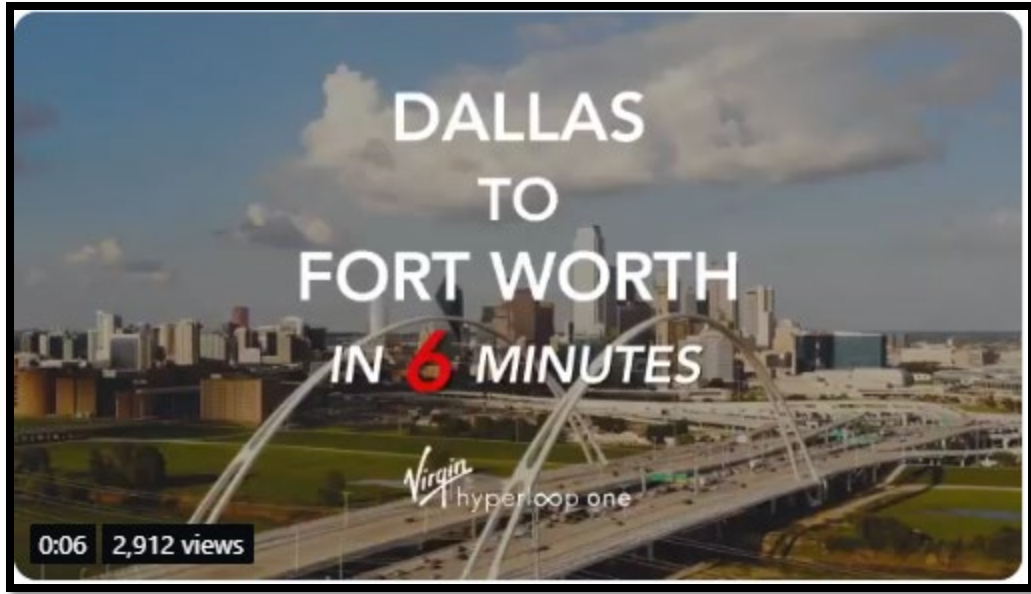 DALLAS
TO
FORT WORTH
IN 6 MINUTES
Virgin
hyperloop one
0:06 2,912 views